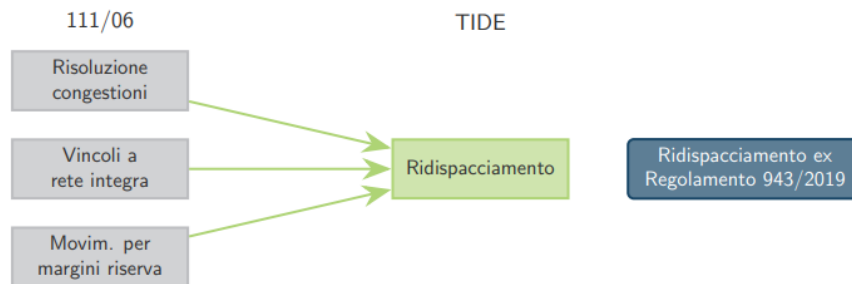 111/06
TIDE
Risoluzione
congestioni
Vincoli a
rete integra
Ridispacciamento
Ridispacciamento ex
Regolamento 943/2019
Movim. per
margini riserva